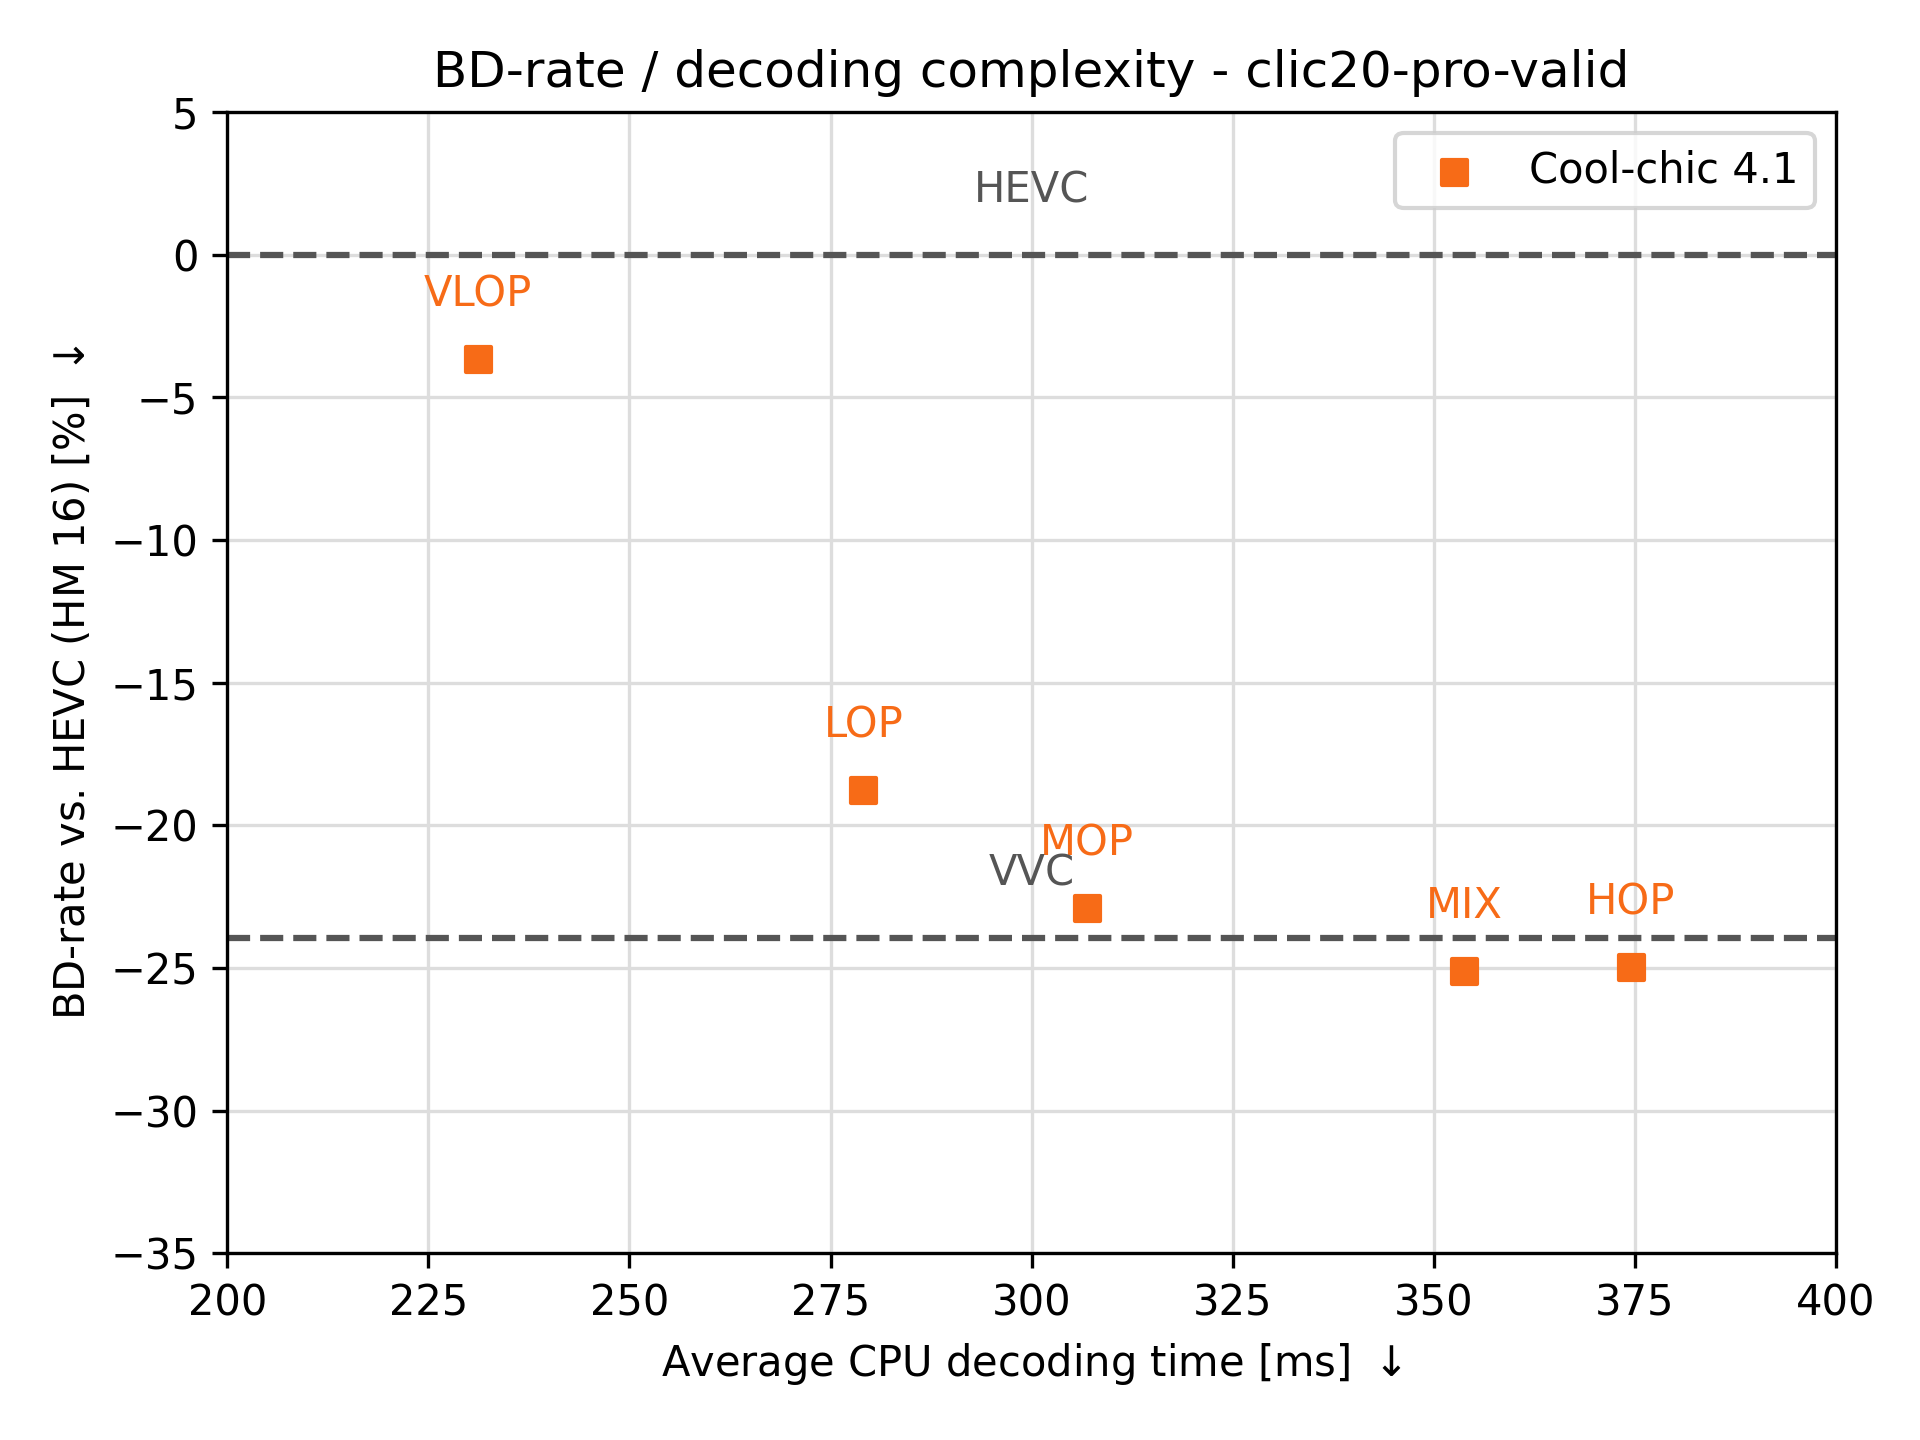 BD-rate / decoding complexity - clic20-pro-valid
5
HEVC
Cool-chic 4.1
0
VLOP
−5
−10
−15
LOP
−20
MOP
VVC
MIX
HOP
−25
−30
−35
BD-rate vs. HEVC (HM 16) [%] ↓
200 225 250 275 300 325 350 375 400
Average CPU decoding time [ms] ↓